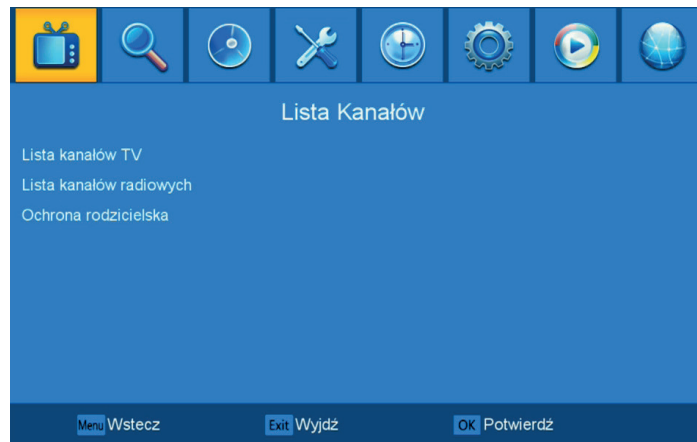 Lista Kanałów
Lista kanałów TV
Lista kanałów radiowych
Ochrona rodzicielska
Menu Wstecz Exit Wyjdź OK Potwierdź